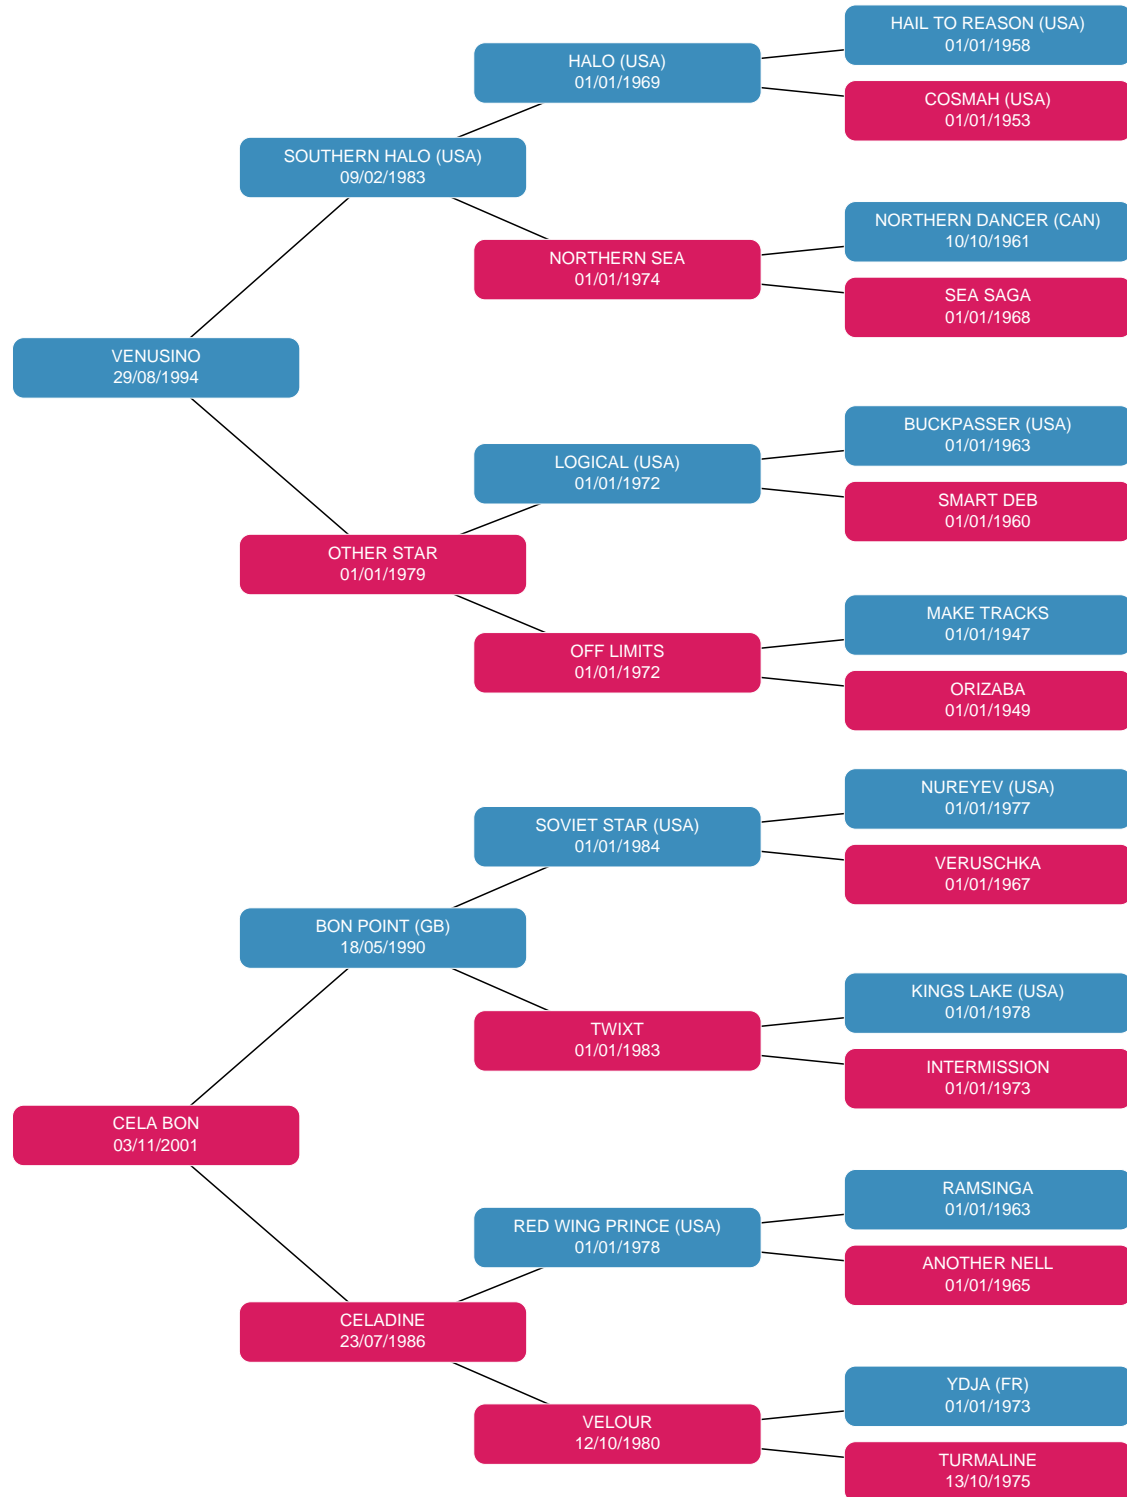 HAIL TO REASON (USA)
01/01/1958
HALO (USA)
01/01/1969
COSMAH (USA)
01/01/1953
SOUTHERN HALO (USA)
09/02/1983
NORTHERN DANCER (CAN)
10/10/1961
NORTHERN SEA
01/01/1974
SEA SAGA
01/01/1968
VENUSINO
29/08/1994
BUCKPASSER (USA)
01/01/1963
LOGICAL (USA)
01/01/1972
SMART DEB
01/01/1960
OTHER STAR
01/01/1979
MAKE TRACKS
01/01/1947
OFF LIMITS
01/01/1972
ORIZABA
01/01/1949
NUREYEV (USA)
01/01/1977
SOVIET STAR (USA)
01/01/1984
VERUSCHKA
01/01/1967
BON POINT (GB)
18/05/1990
KINGS LAKE (USA)
01/01/1978
TWIXT
01/01/1983
INTERMISSION
01/01/1973
CELA BON
03/11/2001
RAMSINGA
01/01/1963
RED WING PRINCE (USA)
01/01/1978
ANOTHER NELL
01/01/1965
CELADINE
23/07/1986
YDJA (FR)
01/01/1973
VELOUR
12/10/1980
TURMALINE
13/10/1975